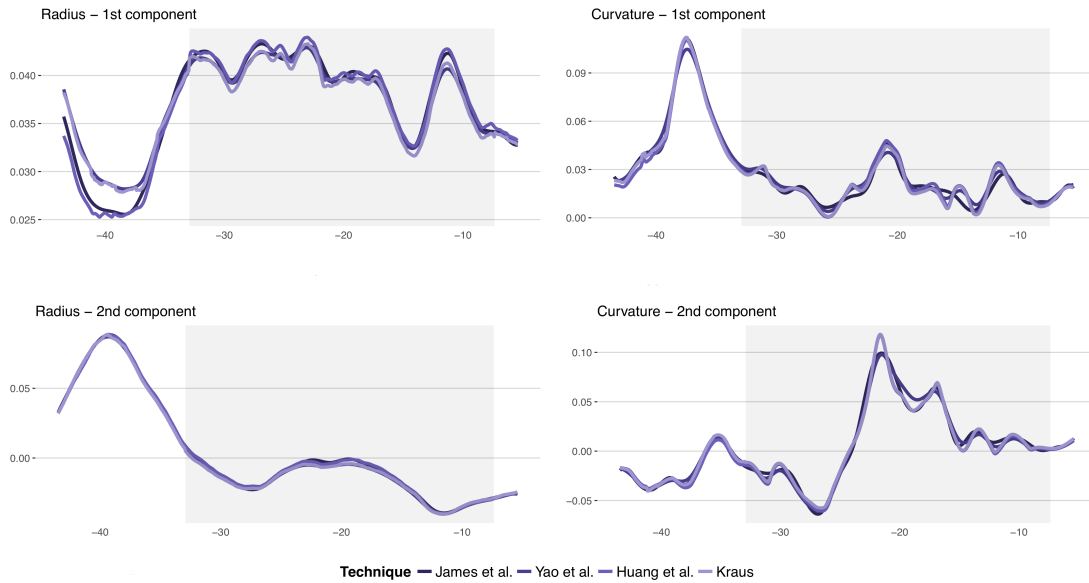 Radius − 1st component
0.040
0.035
0.030
0.025
−40 −30 −20 −10
Curvature − 1st component
0.09
0.06
0.03
0.00
−40 −30 −20 −10
Radius − 2nd component
0.05
0.00
−40 −30 −20 −10
Curvature − 2nd component
0.10
0.05
0.00
−0.05
−40 −30 −20 −10
Technique James et al. Yao et al. Huang et al. Kraus